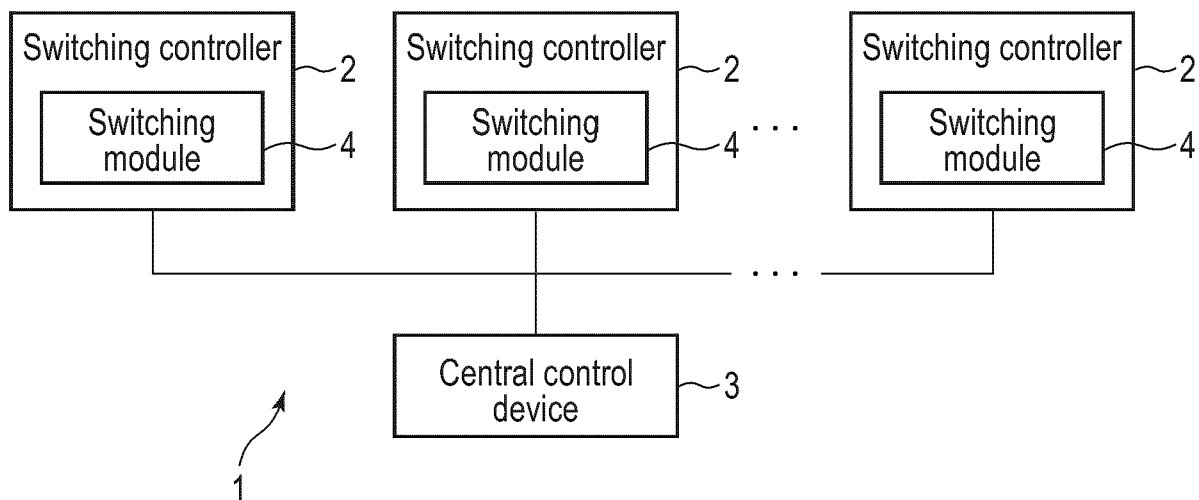 Switching controller
2
Switching
module
4
Switching controller
2
Switching
module
4
. . .
Switching controller
2
Switching
module
4
. . .
Central control
device
3
1